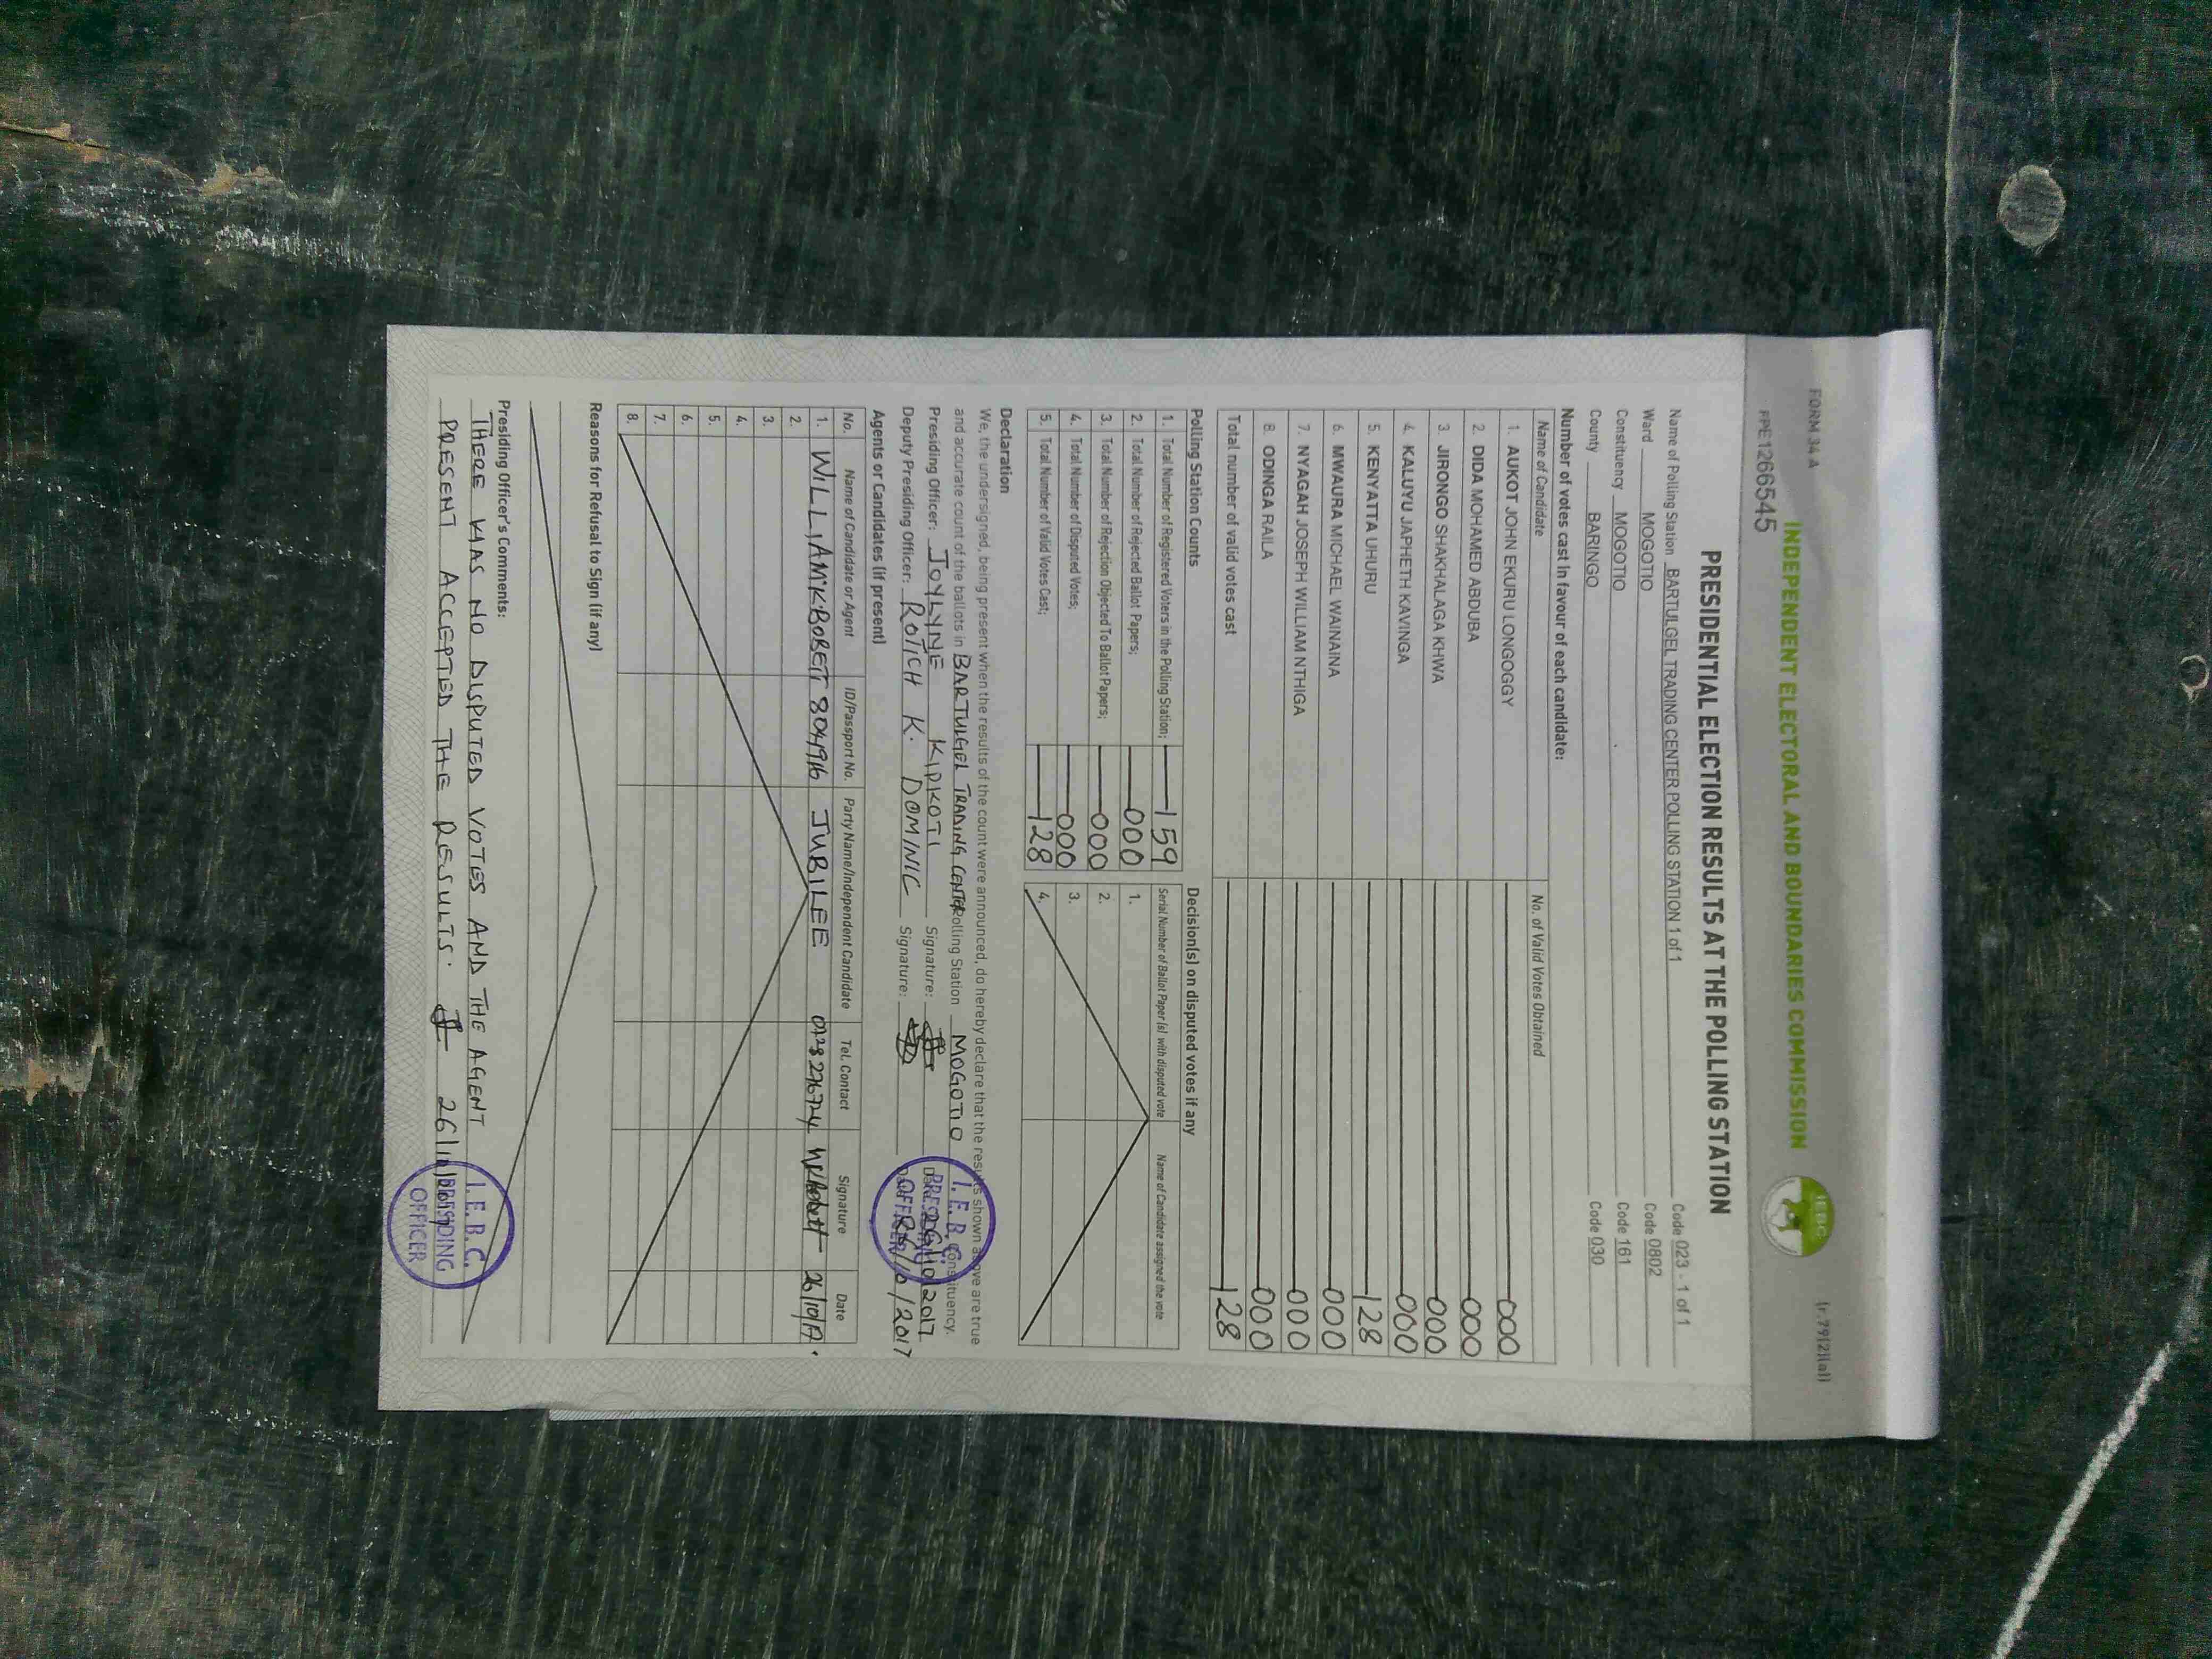 FORM 34 A
(r.79(2)(a))
INDEPENDENT ELECTORAL AND BOUNDARIES COMMISSION
IEBC
PRESIDENTIAL ELECTION RESULTS AT THE POLLING STATION
Name of Polling Station BARTULGEL TRADING CENTER POLLING STATION 1 of 1 Code 023 - 1 of 1
Ward MOGOTIO Code 0802
Constituency MOGOTIO Code 161
County BARINGO Code 030
Number of votes cast in favour of each candidate:
Name of Candidate No. of Valid Votes Obtained
1. AUKOT JOHN EKURU LONGOGGY 000
2. DIDA MOHAMED ABDUBA 000
3. JIRONGO SHAKHALAGA KHWA 000
4. KALUYU JAPHETH KAVINGA 000
5. KENYATTA UHURU 128
6. MWAURA MICHAEL WAINAINA 000
7. NYAGAH JOSEPH WILLIAM NTHIGA 000
8. ODINGA RAILA 000
Total number of valid votes cast 128
Polling Station Counts
1. Total Number of Registered Voters in the Polling Station; 159
2. Total Number of Rejected Ballot Papers; 000
3. Total Number of Rejection Objected To Ballot Papers; 000
4. Total Number of Disputed Votes; 000
5. Total Number of Valid Votes Cast; 128
Decision(s) on disputed votes if any
Serial Number of Ballot Paper (s) with disputed vote Name of Candidate assigned the vote
1.
2.
3.
4.
Declaration
We, the undersigned, being present when the results of the count were announced, do hereby declare that the results shown above are true
and accurate count of the ballots in BARTULGEL TRADING CENTER Polling Station MOGOTIO Constituency.
Presiding Officer: JOYLYNE KIPKOTI Signature: 26/10/2017
Deputy Presiding Officer: ROTICH K. DOMINIC Signature: 26/10/2017
I.E.B.C.
PRESIDING
OFFICER
Agents or Candidates (if present)
No. Name of Candidate or Agent ID/Passport No. Party Name/Independent Candidate Tel. Contact Signature Date
1. WILLIAM.K.BOBETT 8041916 JUBILEE 0728276724 26/10/17.
2.
3.
4.
5.
6.
7.
8.
Reasons for Refusal to Sign (if any)
Presiding Officer's Comments:
THERE WAS NO DISPUTED VOTES AND THE AGENT
PRESENT ACCEPTED THE RESULTS. 26/10/2017
I.E.B.C.
PRESIDING
OFFICER